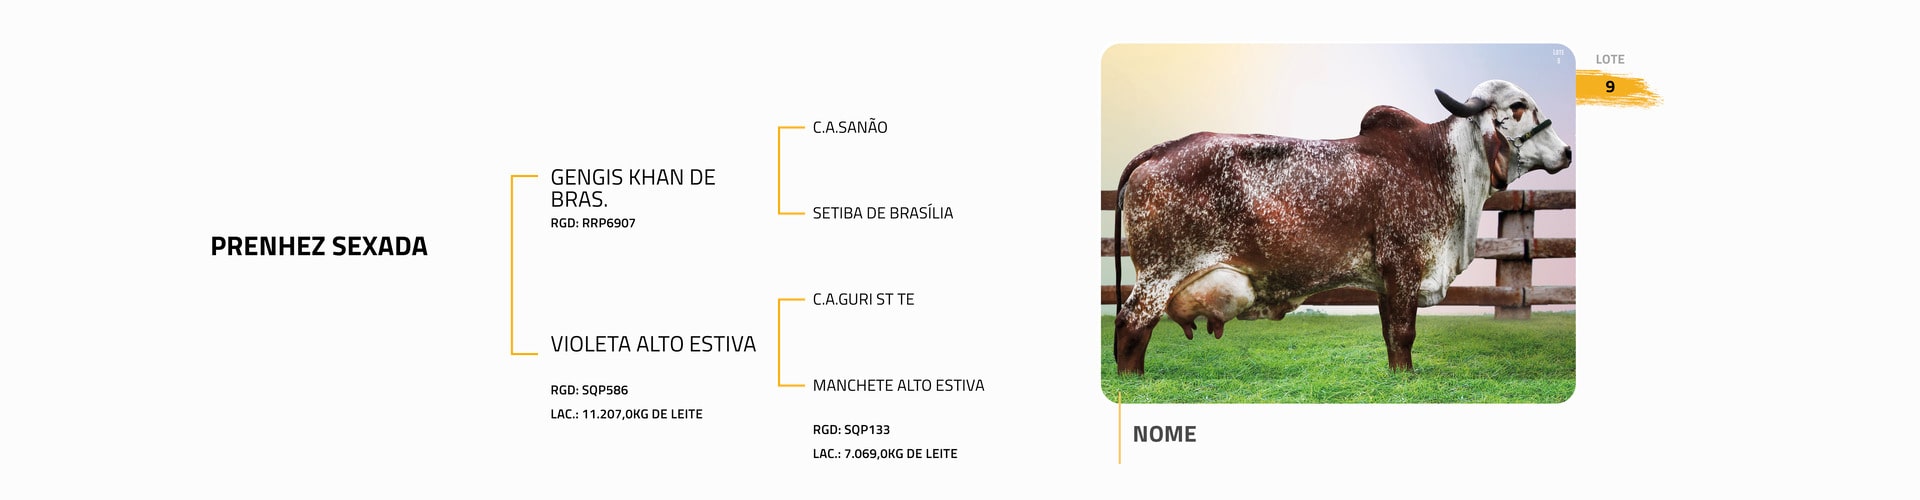 PRENHEZ SEXADA
GENGIS KHAN DE
BRAS.
RGD: RRP6907
VIOLETA ALTO ESTIVA
RGD: SQP586
LAC.: 11.207,0KG DE LEITE
C.A.SANÃO
SETIBA DE BRASÍLIA
C.A.GURI ST TE
MANCHETE ALTO ESTIVA
RGD: SQP133
LAC.: 7.069,0KG DE LEITE
LOTE
LOTE
9
NOME